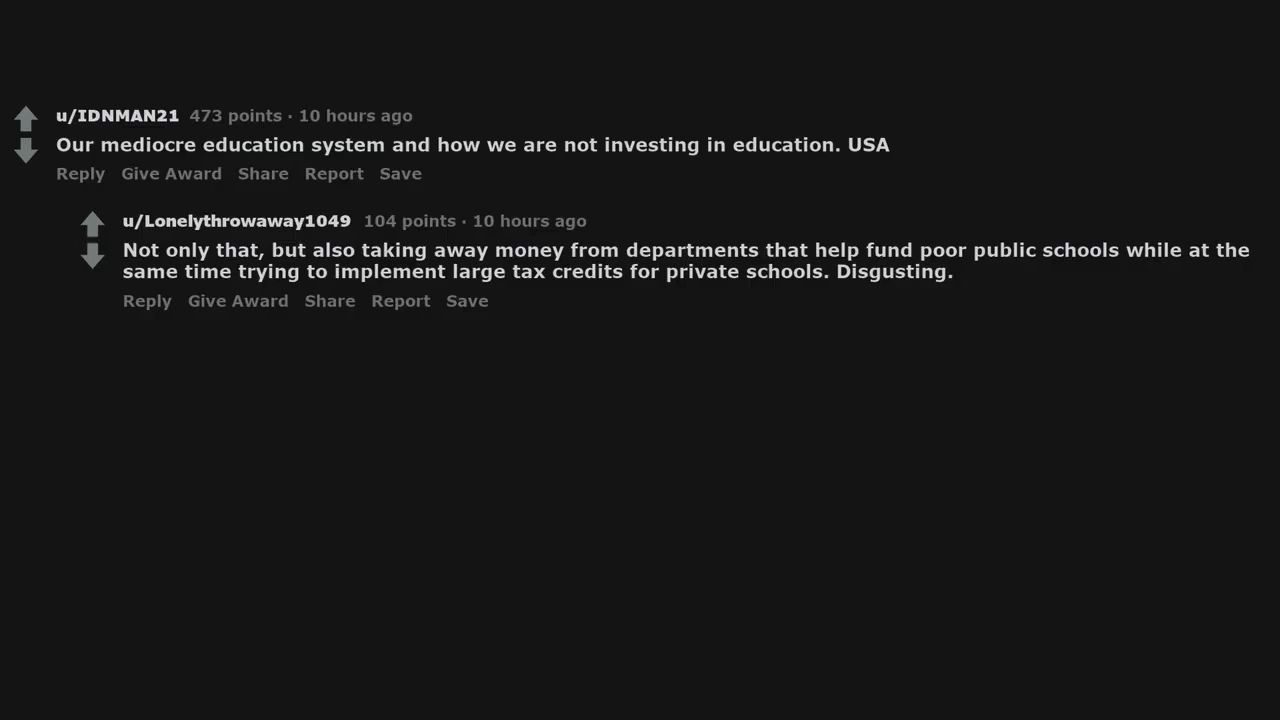 u/IDNMAN21 473 points · 10 hours ago
Our mediocre education system and how we are not investing in education. USA
Reply Give Award Share Report Save
u/Lonelythrowaway1049 104 points · 10 hours ago
Not only that, but also taking away money from departments that help fund poor public schools while at the
same time trying to implement large tax credits for private schools. Disgusting.
Reply Give Award Share Report Save